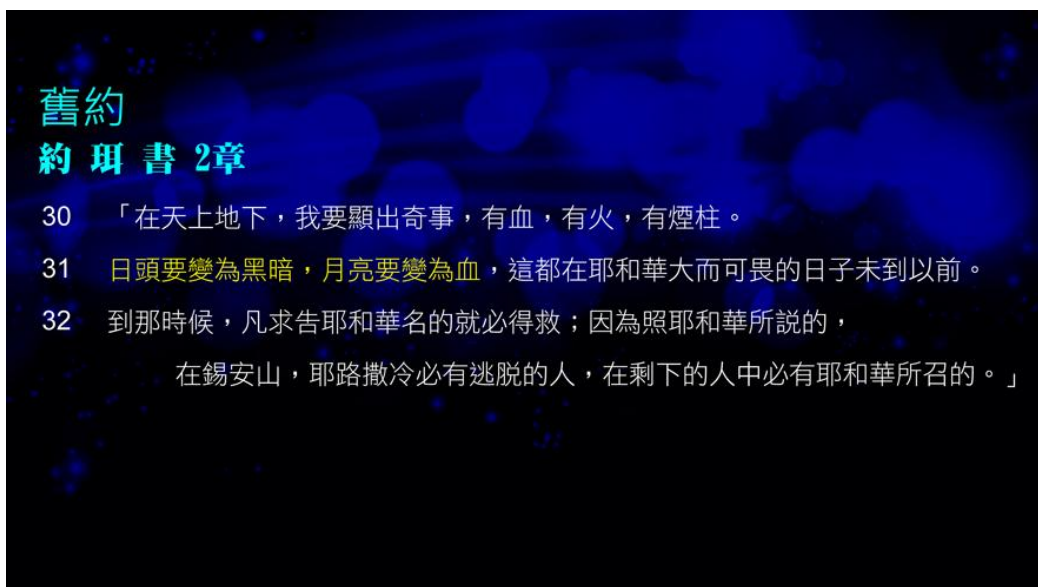 舊約
約 珥 書 2章
30 「在天上地下，我要顯出奇事，有血，有火，有煙柱。
31 日頭要變為黑暗，月亮要變為血，這都在耶和華大而可畏的日子未到以前。
32 到那時候，凡求告耶和華名的就必得救；因為照耶和華所說的，
在錫安山，耶路撒冷必有逃脫的人，在剩下的人中必有耶和華所召的。」